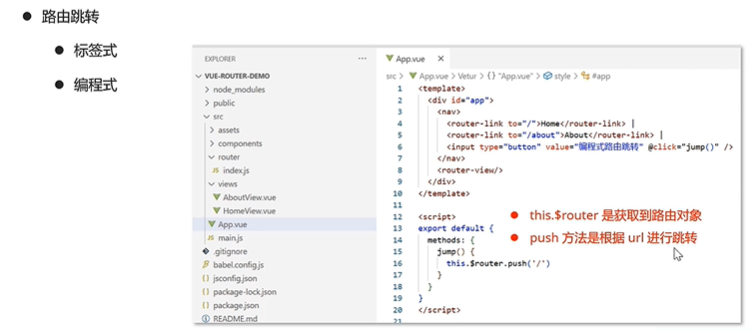 路由跳转
标签式
编程式
EXPLORER
···
App.vue
×
VUE-ROUTER-DEMO
node_modules
public
src
assets
components
router
index.js
views
AboutView.vue
HomeView.vue
App.vue
main.js
.gitignore
babel.config.js
jsconfig.json
package-lock.json
package.json
README.md
src > App.vue > Vetur > {} "App.vue" > style > #app
1 <template>
2 <div id="app">
3 <nav>
4 <router-link to="/">Home</router-link> |
5 <router-link to="/about">About</router-link> |
6 <input type="button" value="编程式路由跳转" @click="jump()" />
7 </nav>
8 <router-view/>
9 </div>
10 </template>
11
12 <script>
13 export default {
14 methods: {
15 jump() {
16 this.$router.push('/')
17 }
18 }
19 }
20 </script>
21
this.$router 是获取到路由对象
push 方法是根据 url 进行跳转